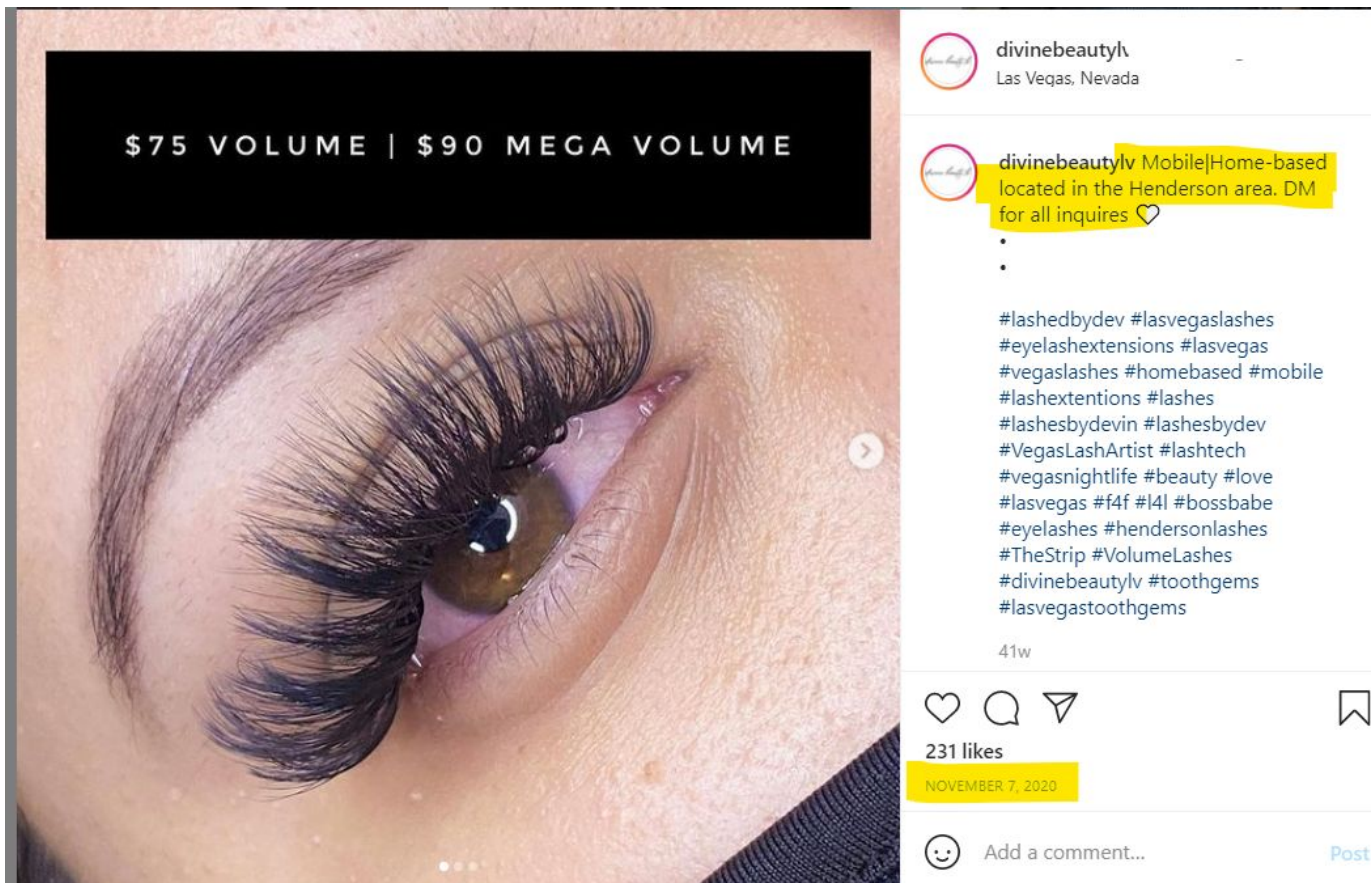 $75 VOLUME | $90 MEGA VOLUME
divinebeautylv
Las Vegas, Nevada
divinebeautylv Mobile|Home-based
located in the Henderson area. DM
for all inquires ♡
•
•
#lashedbydev #lasvegaslashes
#eyelashextensions #lasvegas
#vegaslashes #homebased #mobile
#lashextentions #lashes
#lashesbydevin #lashesbydev
#VegasLashArtist #lashtech
#vegasnightlife #beauty #love
#lasvegas #f4f #l4l #bossbabe
#eyelashes #hendersonlashes
#TheStrip #VolumeLashes
#divinebeautylv #toothgems
#lasvegastoothgems
41w
231 likes
NOVEMBER 7, 2020
Add a comment...
Post